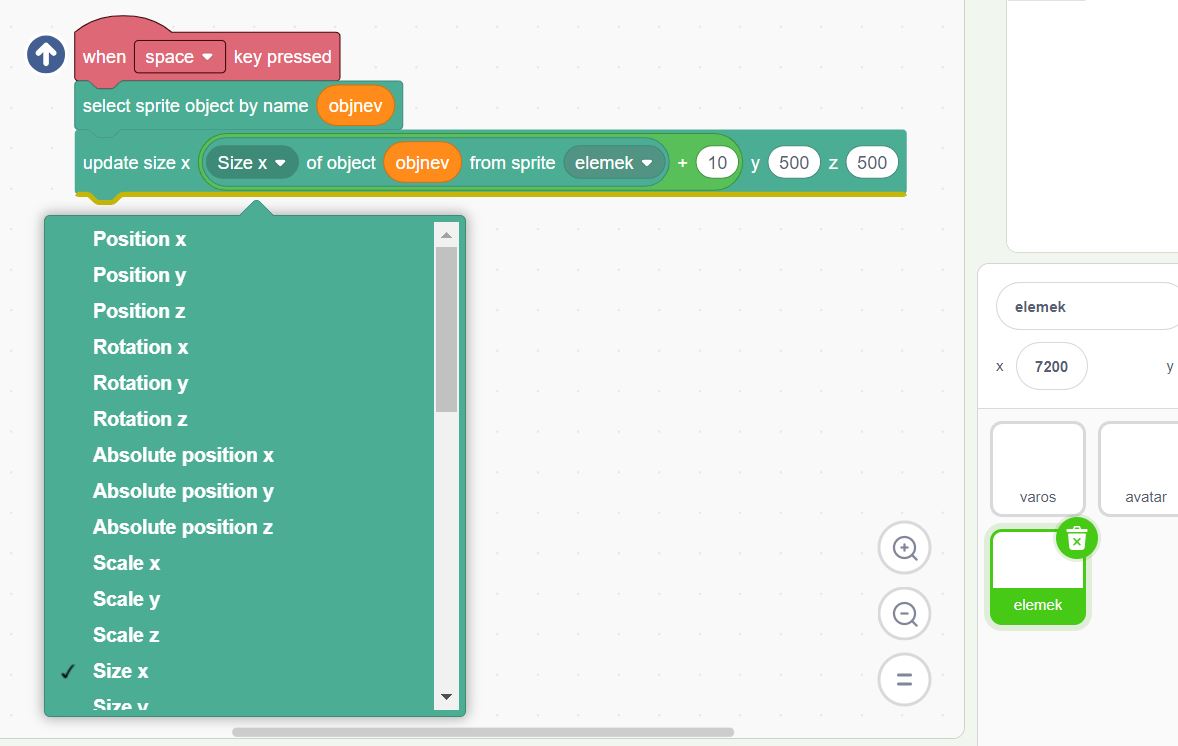 when space key pressed
select sprite object by name objnev
update size x Size x of object objnev from sprite elemek + 10 y 500 z 500
Position x
Position y
Position z
Rotation x
Rotation y
Rotation z
Absolute position x
Absolute position y
Absolute position z
Scale x
Scale y
Scale z
✓ Size x
Size y
elemek
x 7200 y
varos
avatar
elemek